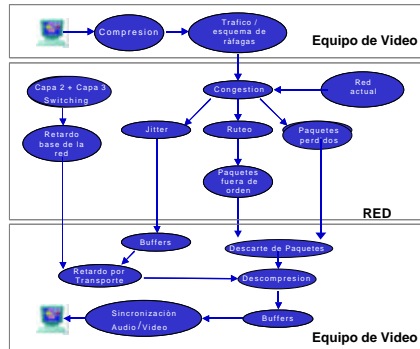 Compresion
Trafico /
esquema de
ráfagas
Equipo de Video
Capa 2 + Capa 3
Switching
Congestion
Red
actual
Retardo
base de la
red
Jitter
Ruteo
Paquetes
perdidos
Paquetes
fuera de
orden
RED
Buffers
Descarte de Paquetes
Retardo por
Transporte
Descompresion
Sincronización
Audio/Video
Buffers
Equipo de Video